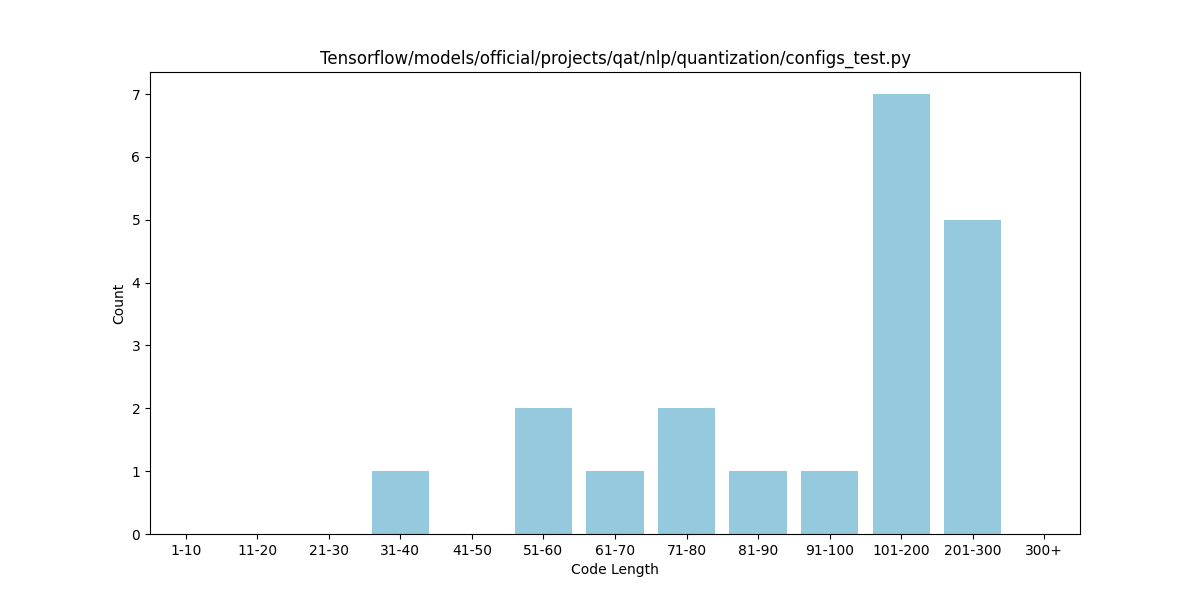 Tensorflow/models/official/projects/qat/nlp/quantization/configs_test.py
7
6
5
4
3
2
1
0
Count
1-10 11-20 21-30 31-40 41-50 51-60 61-70 71-80 81-90 91-100 101-200 201-300 300+
Code Length